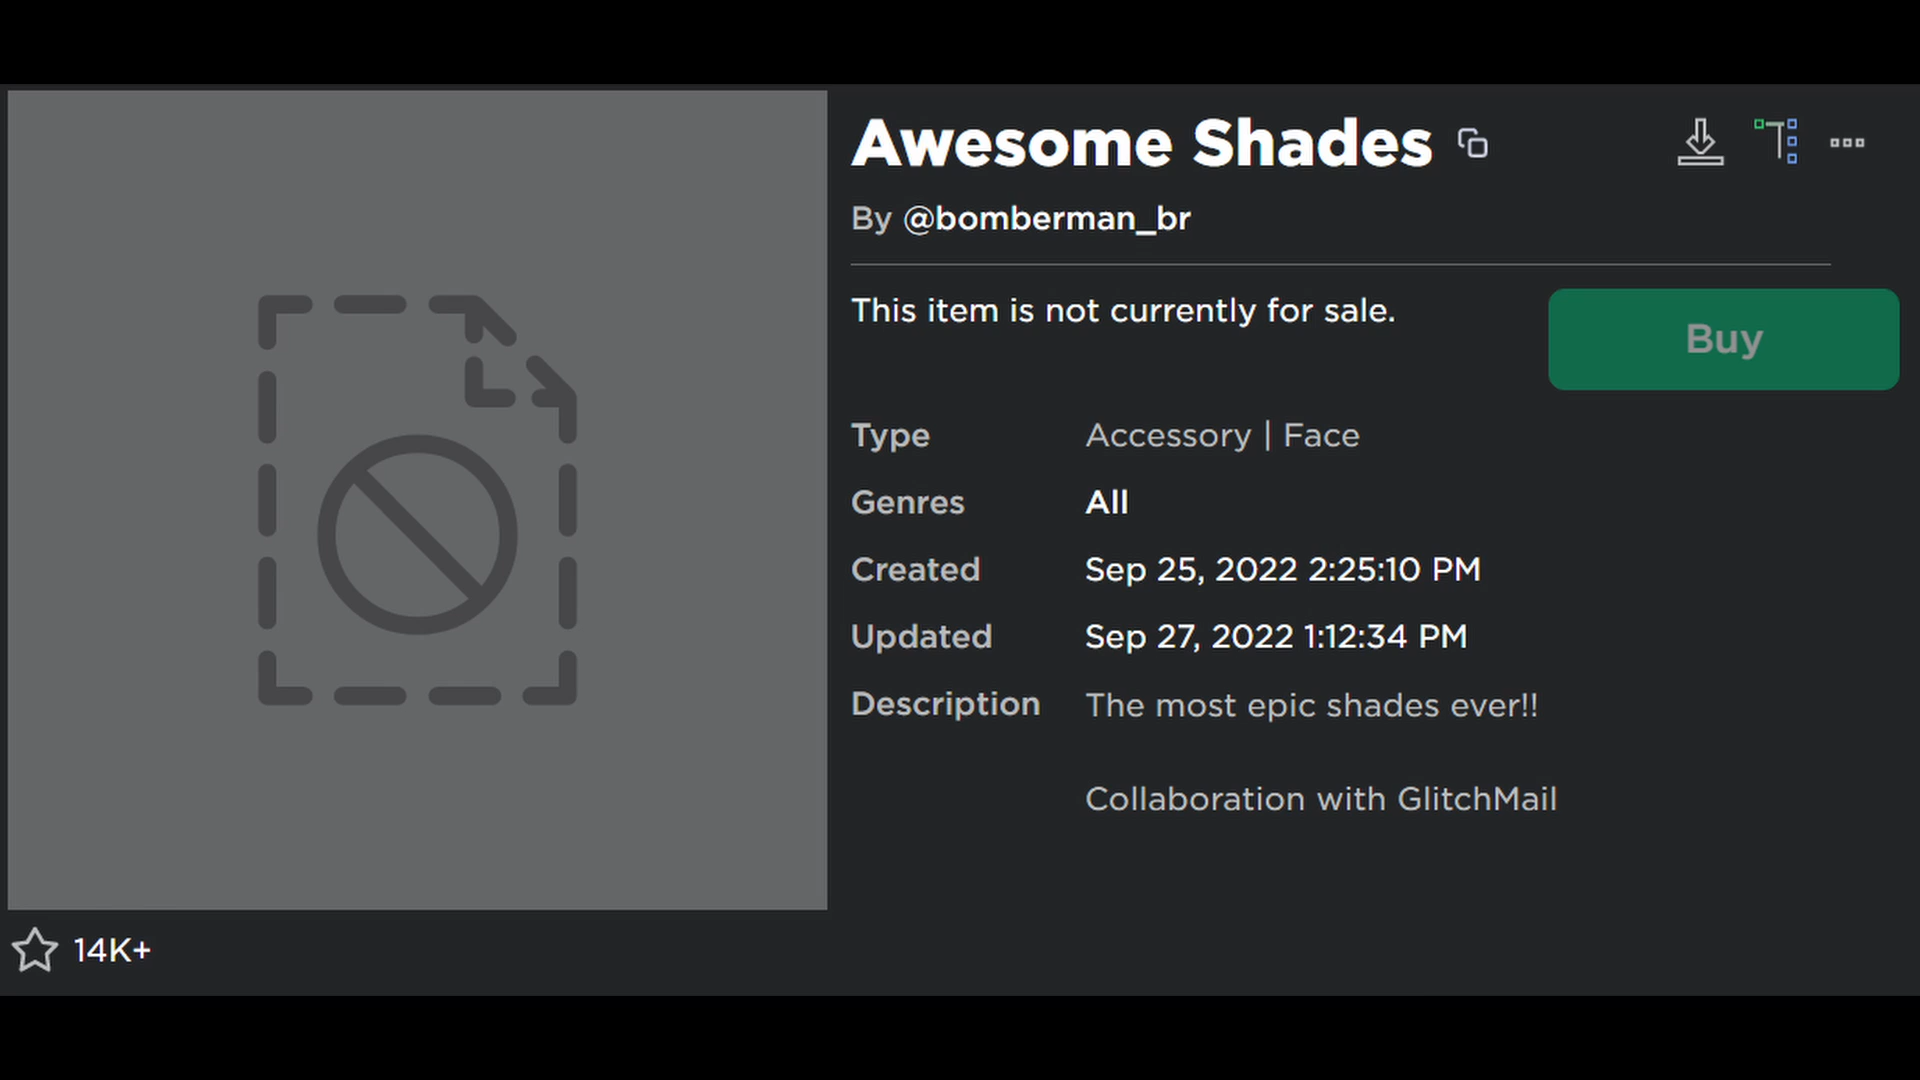 Awesome Shades
By @bomberman_br
This item is not currently for sale.
Buy
Type Accessory | Face
Genres All
Created Sep 25, 2022 2:25:10 PM
Updated Sep 27, 2022 1:12:34 PM
Description The most epic shades ever!!
Collaboration with GlitchMail
14K+